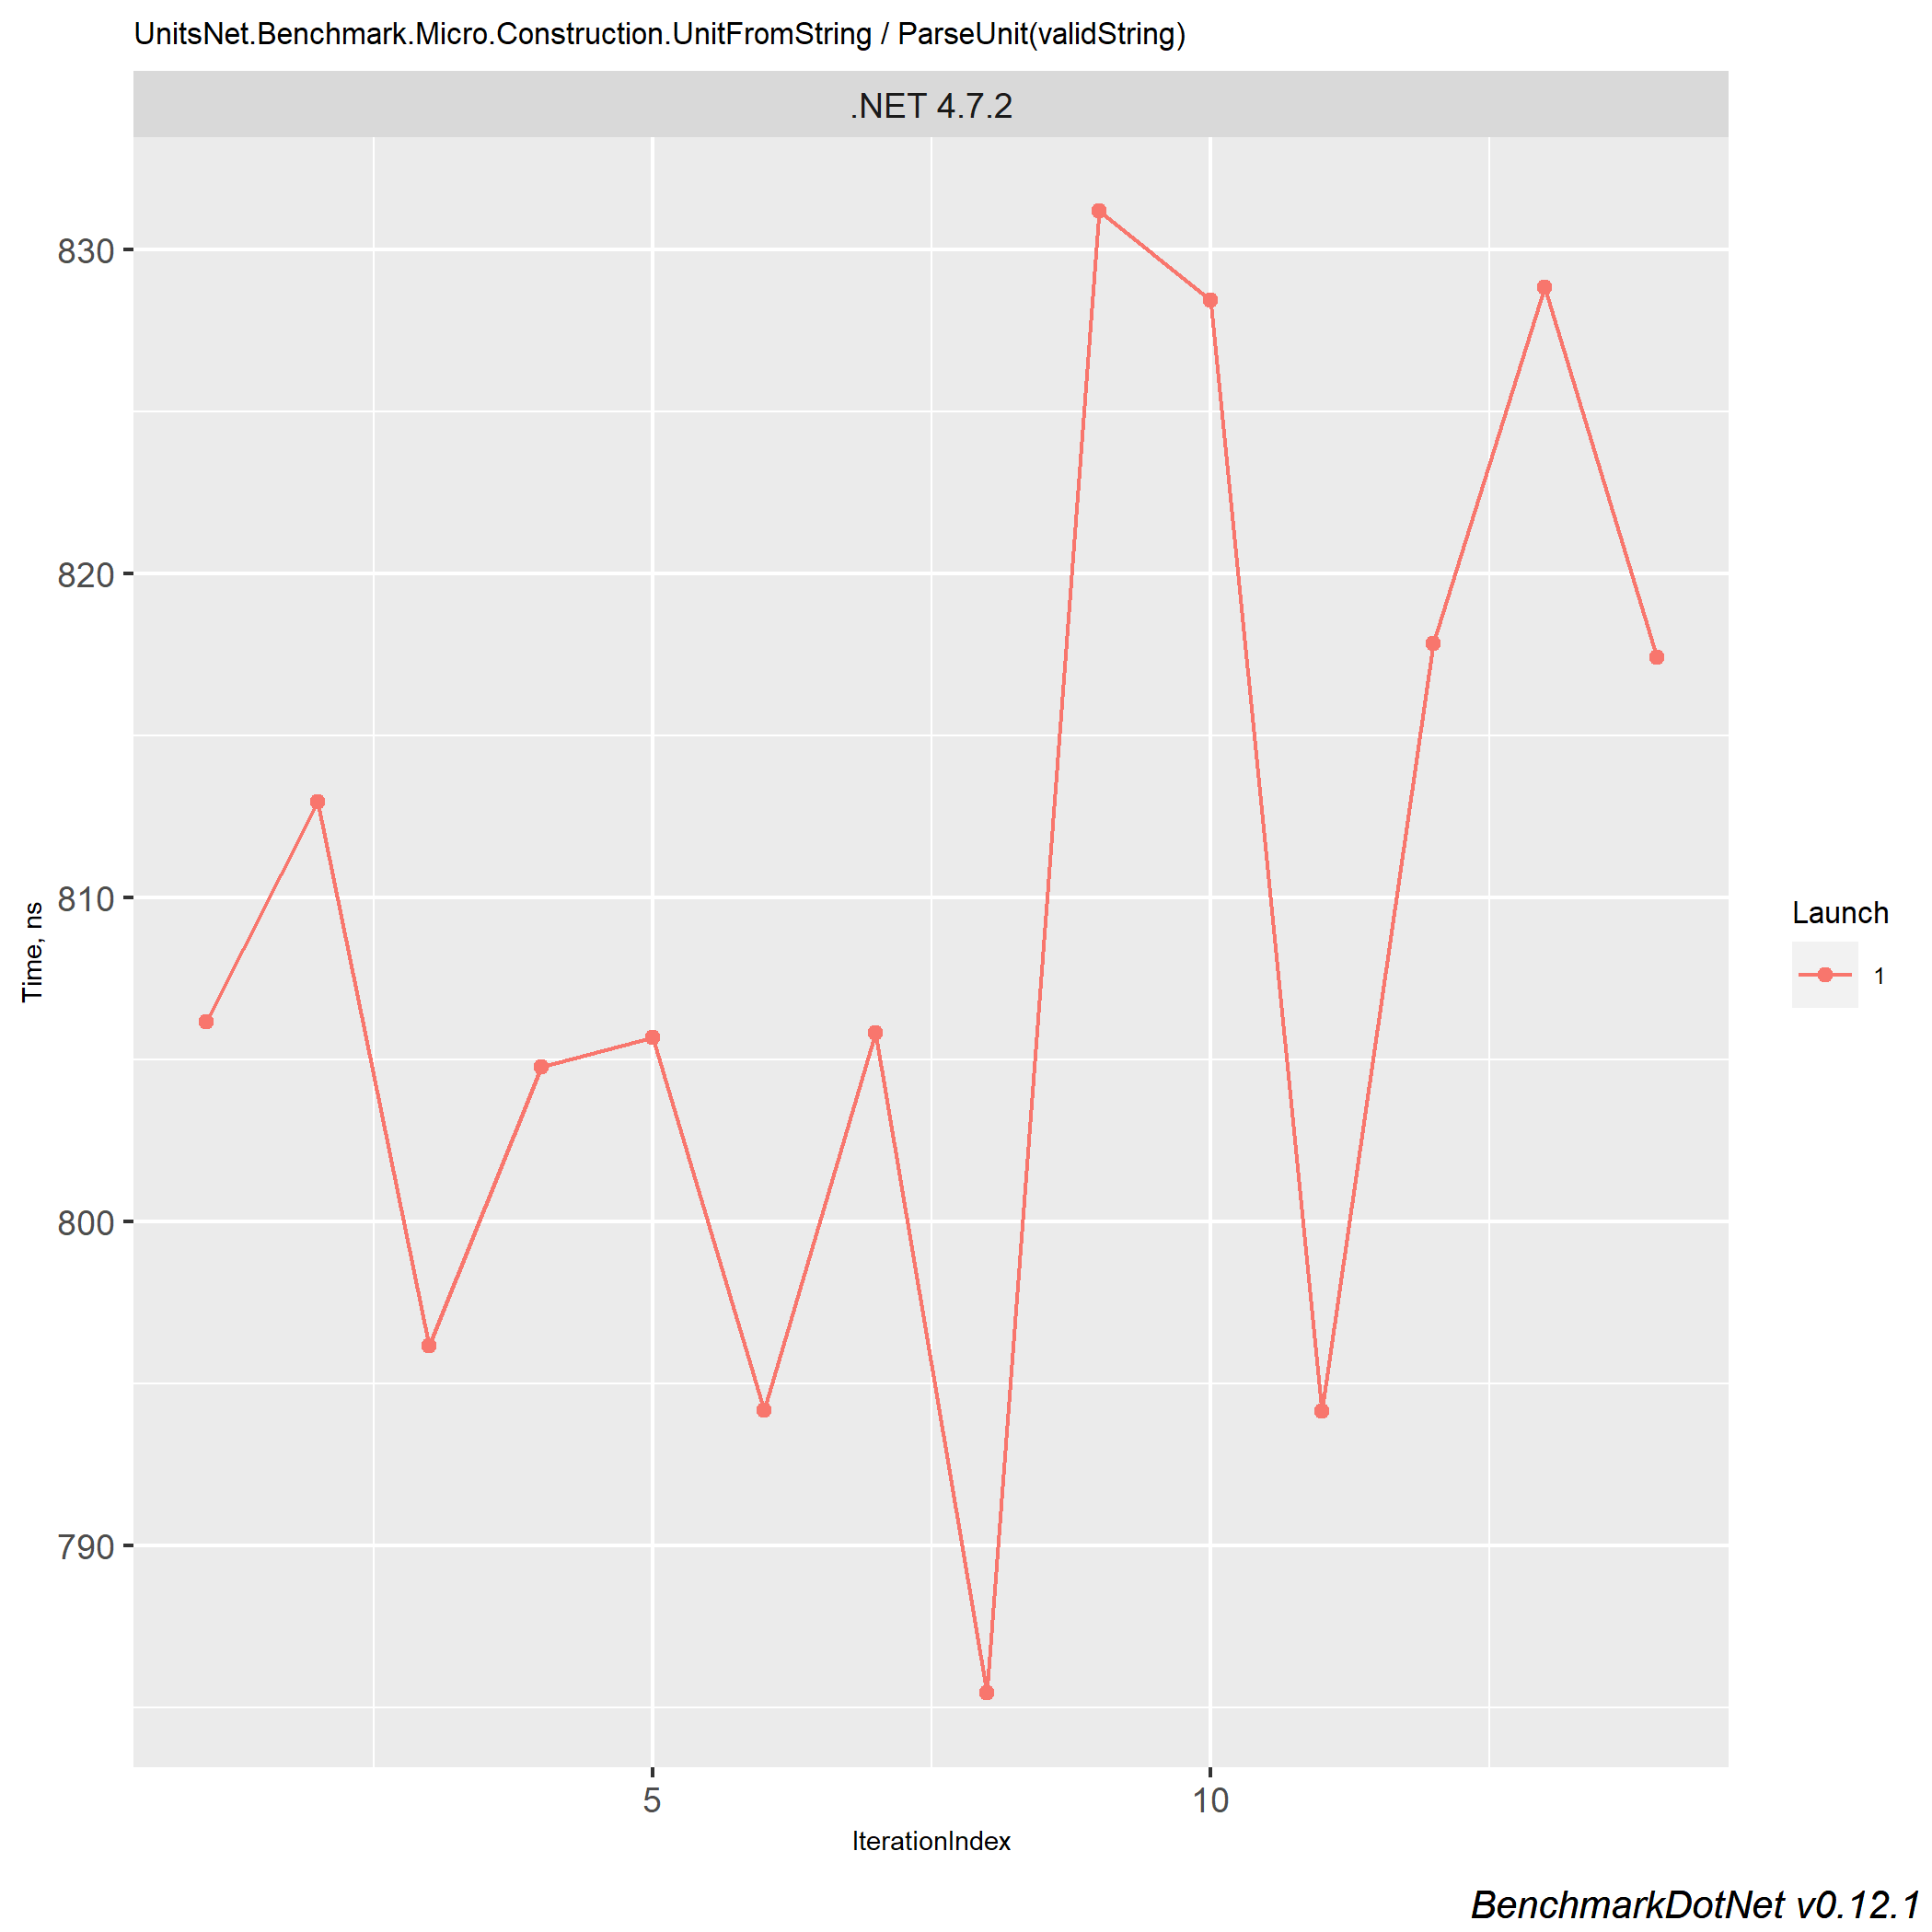 UnitsNet.Benchmark.Micro.Construction.UnitFromString / ParseUnit(validString)
.NET 4.7.2
830
820
810
800
790
Time, ns
5
10
IterationIndex
Launch
1
BenchmarkDotNet v0.12.1